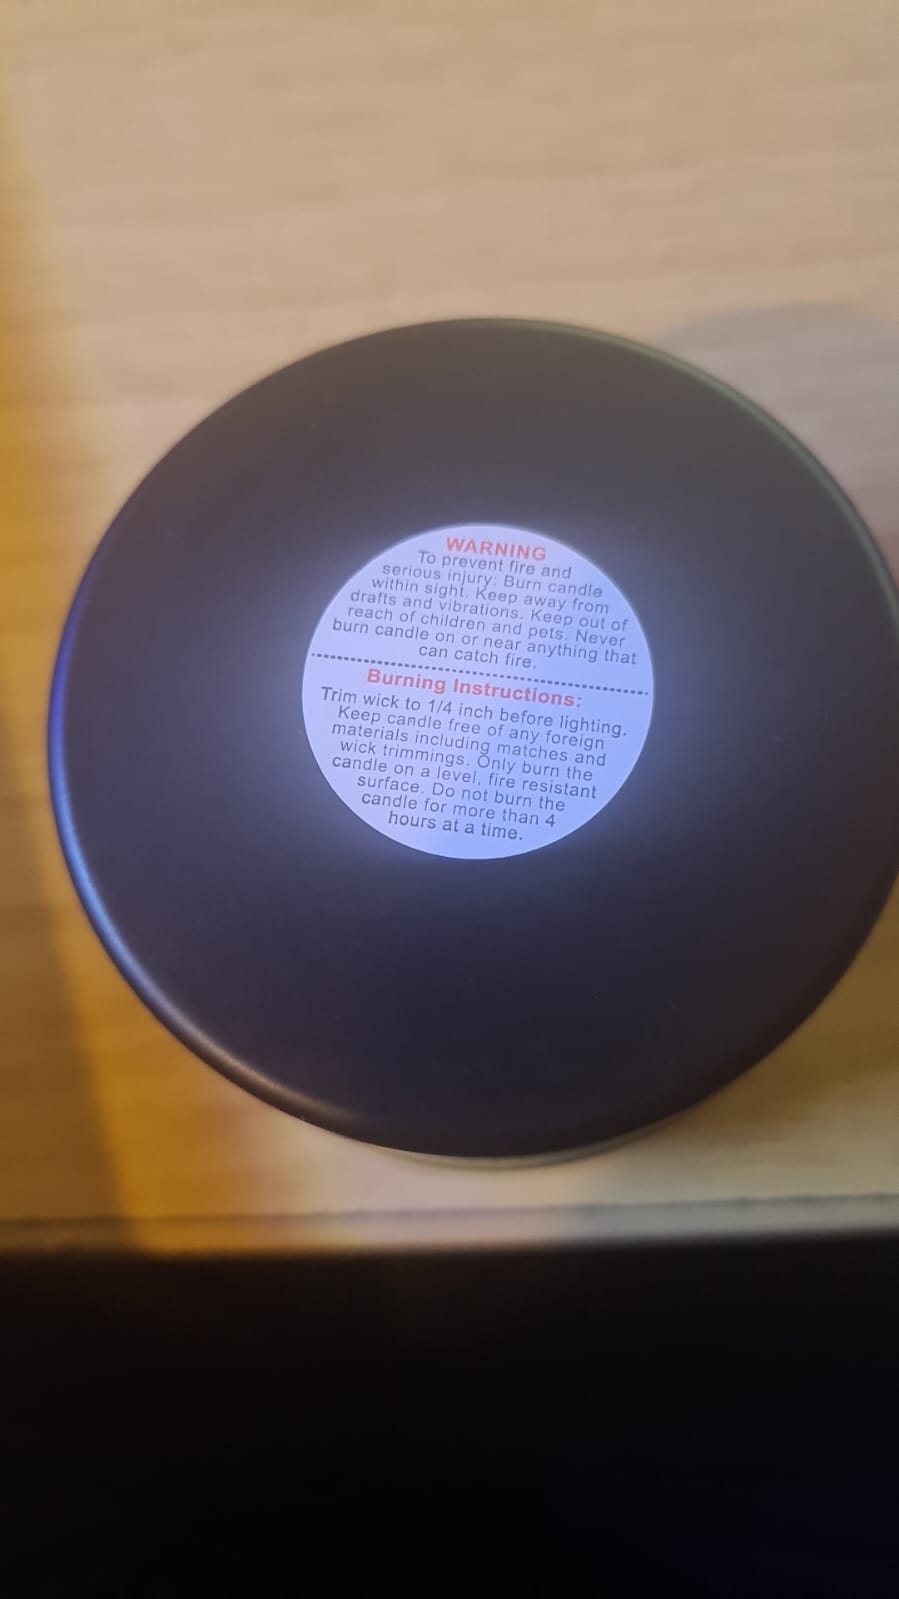 WARNING
To prevent fire and
serious injury: Burn candle
within sight. Keep away from
drafts and vibrations. Keep out of
reach of children and pets. Never
burn candle on or near anything that
can catch fire.
Burning Instructions:
Trim wick to 1/4 inch before lighting.
Keep candle free of any foreign
materials including matches and
wick trimmings. Only burn the
candle on a level, fire resistant
surface. Do not burn the
candle for more than 4
hours at a time.